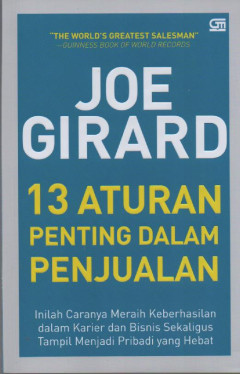 GM
"THE WORLD'S GREATEST SALESMAN"
-GUINNESS BOOK OF WORLD RECORDS
JOE
GIRARD
13 ATURAN
PENTING DALAM
PENJUALAN
Inilah Caranya Meraih Keberhasilan
dalam Karier dan Bisnis Sekaligus
Tampil Menjadi Pribadi yang Hebat